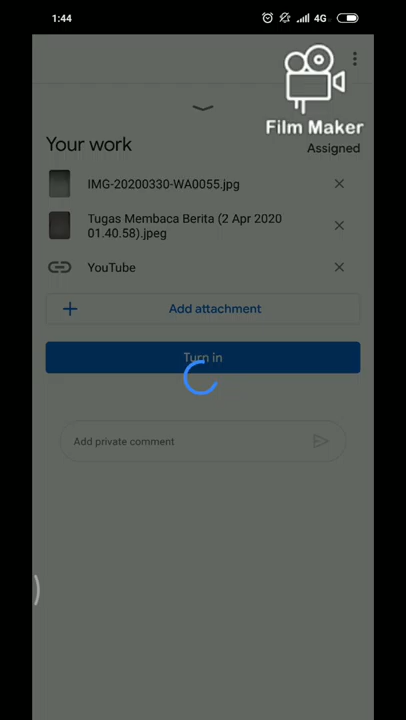 1:44
4G
Film Maker
Your work
Assigned
IMG-20200330-WA0055.jpg
Tugas Membaca Berita (2 Apr 2020
01.40.58).jpeg
YouTube
Add attachment
Turn in
Add private comment